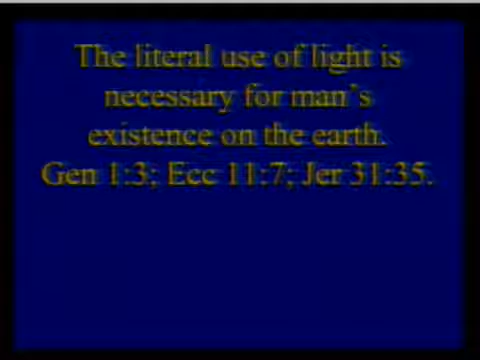 The literal use of light is
necessary for man’s
existence on the earth.
Gen 1:3; Ecc 11:7; Jer 31:35.